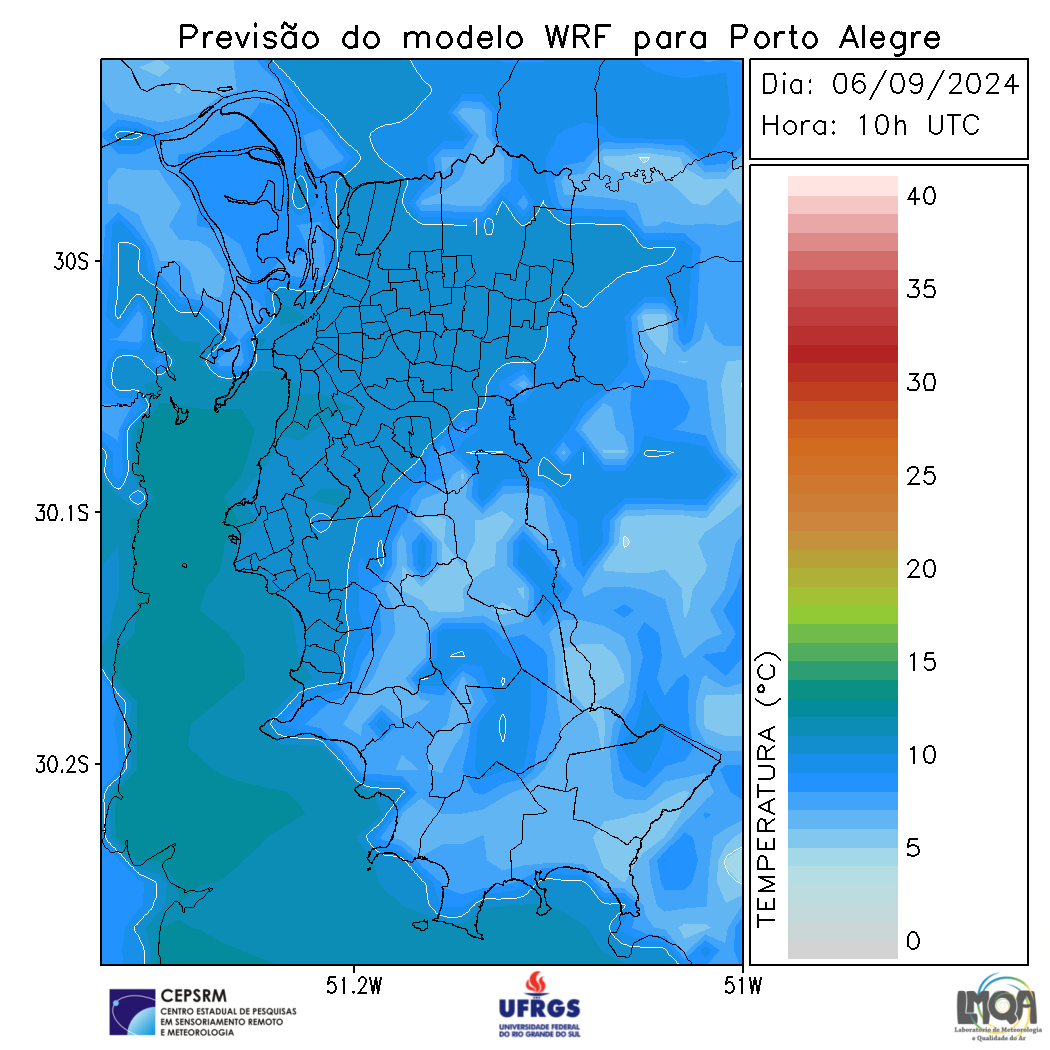 Previsão do modelo WRF para Porto Alegre
Dia: 06/09/2024
Hora: 10h UTC
40
35
30
25
20
15
10
5
0
TEMPERATURA (°C)
10
30S
30.1S
30.2S
51.2W
51W
CEPSRM
CENTRO ESTADUAL DE PESQUISAS
EM SENSORIAMENTO REMOTO
E METEOROLOGIA
UFRGS
UNIVERSIDADE FEDERAL
DO RIO GRANDE DO SUL
LMQA
Laboratório de Meteorologia
e Qualidade do Ar